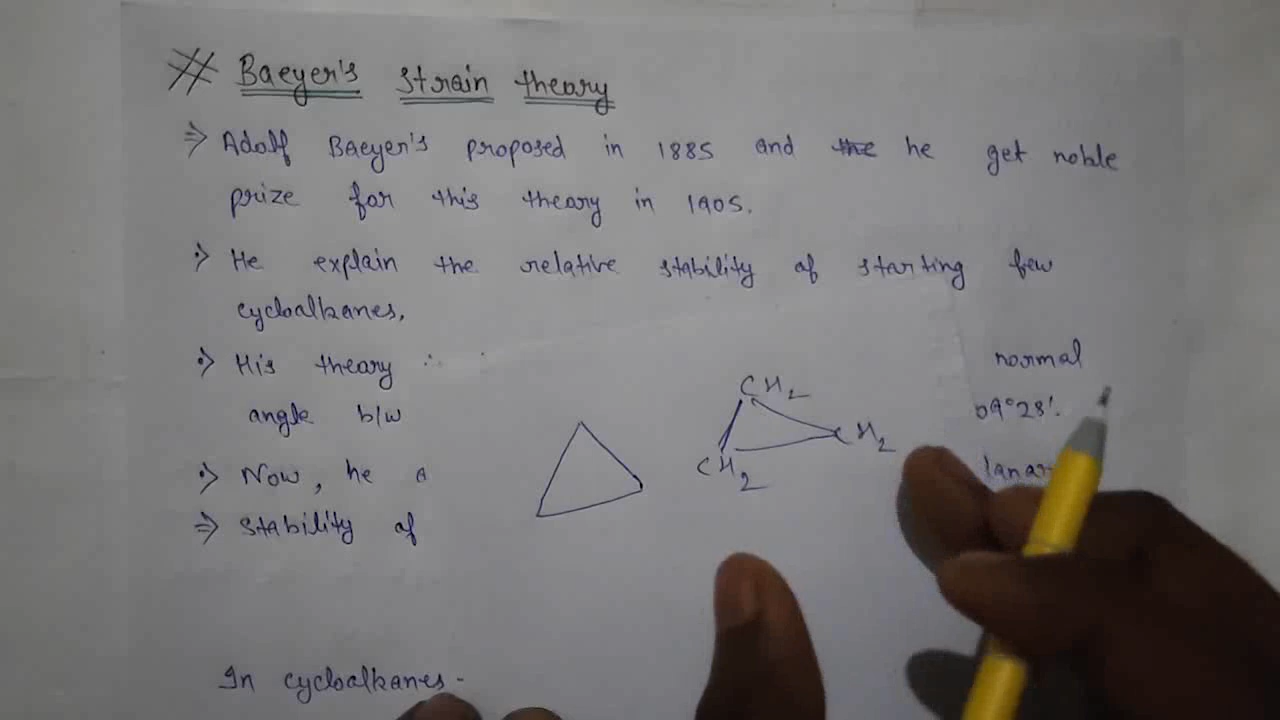 Baeyer's strain theory
⇒ Adolf Baeyer's proposed in 1885 and the he get noble
prize for this theory in 1905.
•> He explain the relative stability of starting few
cycloalkanes,
•> His theory normal
angle b/w 09°28'.
•> Now, he a lanar
⇒ stability of
CH2
CH2
CH2
In cycloalkanes -